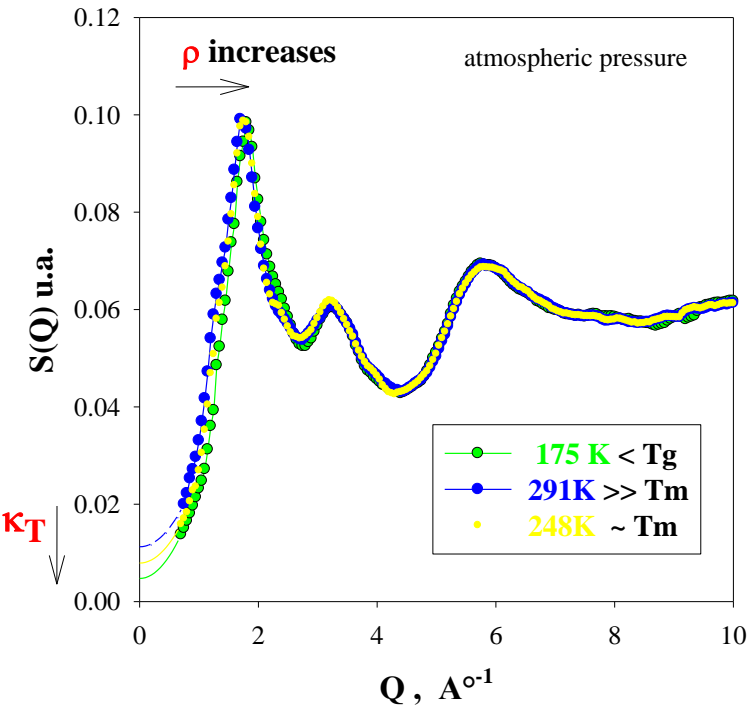 0.12
ρ increases
atmospheric pressure
0.10
0.08
S(Q) u.a.
0.06
0.04
175 K < Tg
291K >> Tm
248K ~ Tm
0.02
κT
0.00
0 2 4 6 8 10
Q , A°-1